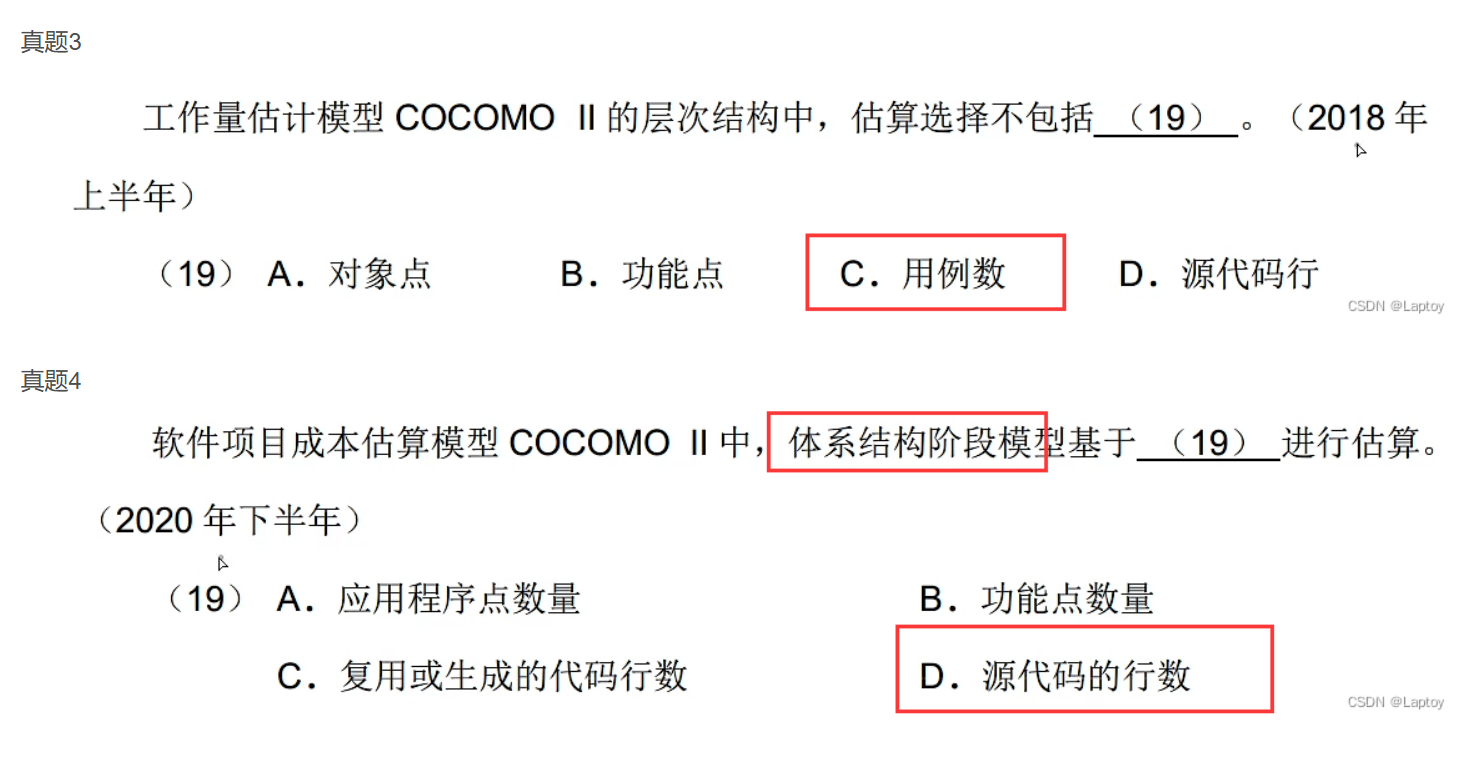 真题3
工作量估计模型 COCOMO II 的层次结构中，估算选择不包括 （19） 。（2018 年
上半年）
（19） A．对象点 B．功能点 C．用例数 D．源代码行
CSDN @Laptoy
真题4
软件项目成本估算模型 COCOMO II 中，体系结构阶段模型基于 （19） 进行估算。
（2020 年下半年）
（19） A．应用程序点数量 B．功能点数量
C．复用或生成的代码行数 D．源代码的行数
CSDN @Laptoy